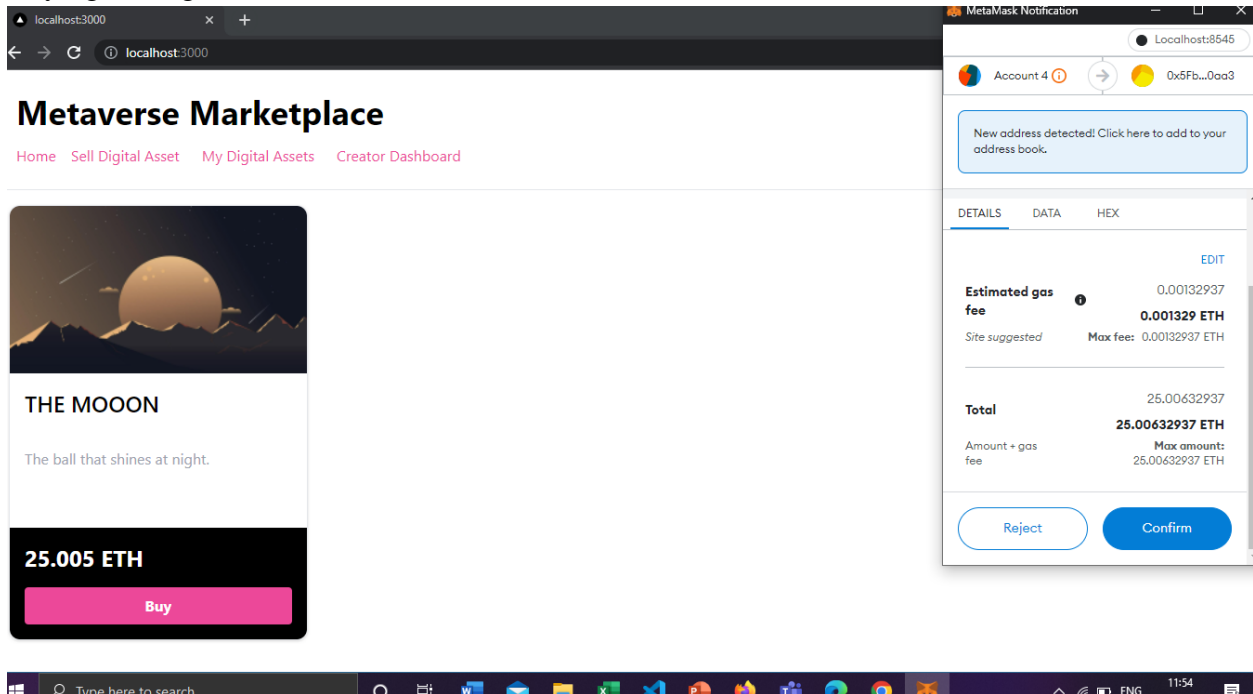 localhost:3000
localhost:3000
Metaverse Marketplace
Home Sell Digital Asset My Digital Assets Creator Dashboard
THE MOOON
The ball that shines at night.
25.005 ETH
Buy
MetaMask Notification
Localhost:8545
Account 4 0x5Fb...0aa3
New address detected! Click here to add to your
address book.
DETAILS DATA HEX
EDIT
Estimated gas
fee
0.00132937
0.001329 ETH
Site suggested Max fee: 0.00132937 ETH
Total
25.00632937
25.00632937 ETH
Amount + gas
fee
Max amount:
25.00632937 ETH
Reject Confirm
Type here to search
ENG 11:54